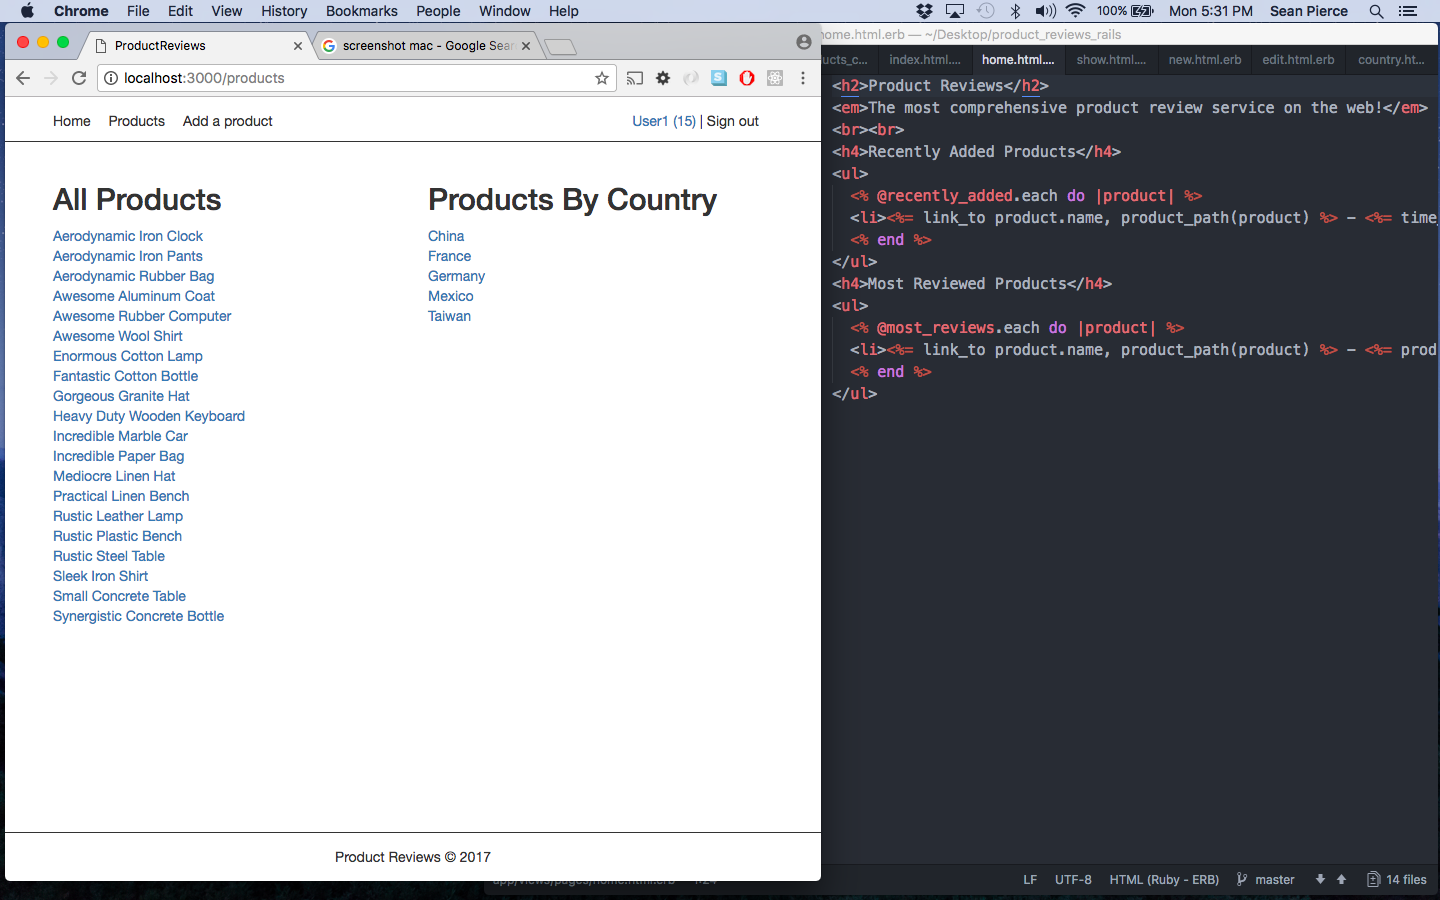 Chrome File Edit View History Bookmarks People Window Help 100% Mon 5:31 PM Sean Pierce
ProductReviews
screenshot mac - Google Sear
localhost:3000/products
Home Products Add a product User1 (15) | Sign out
All Products
Aerodynamic Iron Clock
Aerodynamic Iron Pants
Aerodynamic Rubber Bag
Awesome Aluminum Coat
Awesome Rubber Computer
Awesome Wool Shirt
Enormous Cotton Lamp
Fantastic Cotton Bottle
Gorgeous Granite Hat
Heavy Duty Wooden Keyboard
Incredible Marble Car
Incredible Paper Bag
Mediocre Linen Hat
Practical Linen Bench
Rustic Leather Lamp
Rustic Plastic Bench
Rustic Steel Table
Sleek Iron Shirt
Small Concrete Table
Synergistic Concrete Bottle
Products By Country
China
France
Germany
Mexico
Taiwan
Product Reviews © 2017
home.html.erb — ~/Desktop/product_reviews_rails
ucts_c... index.html.... home.html.... show.html.... new.html.erb edit.html.erb country.ht...
<h2>Product Reviews</h2>
<em>The most comprehensive product review service on the web!</em>
<br><br>
<h4>Recently Added Products</h4>
<ul>
<% @recently_added.each do |product| %>
<li><%= link_to product.name, product_path(product) %> - <%= time_
<% end %>
</ul>
<h4>Most Reviewed Products</h4>
<ul>
<% @most_reviews.each do |product| %>
<li><%= link_to product.name, product_path(product) %> - <%= prod
<% end %>
</ul>
app/views/pages/home.html.erb 1:24
LF UTF-8 HTML (Ruby - ERB) master 14 files